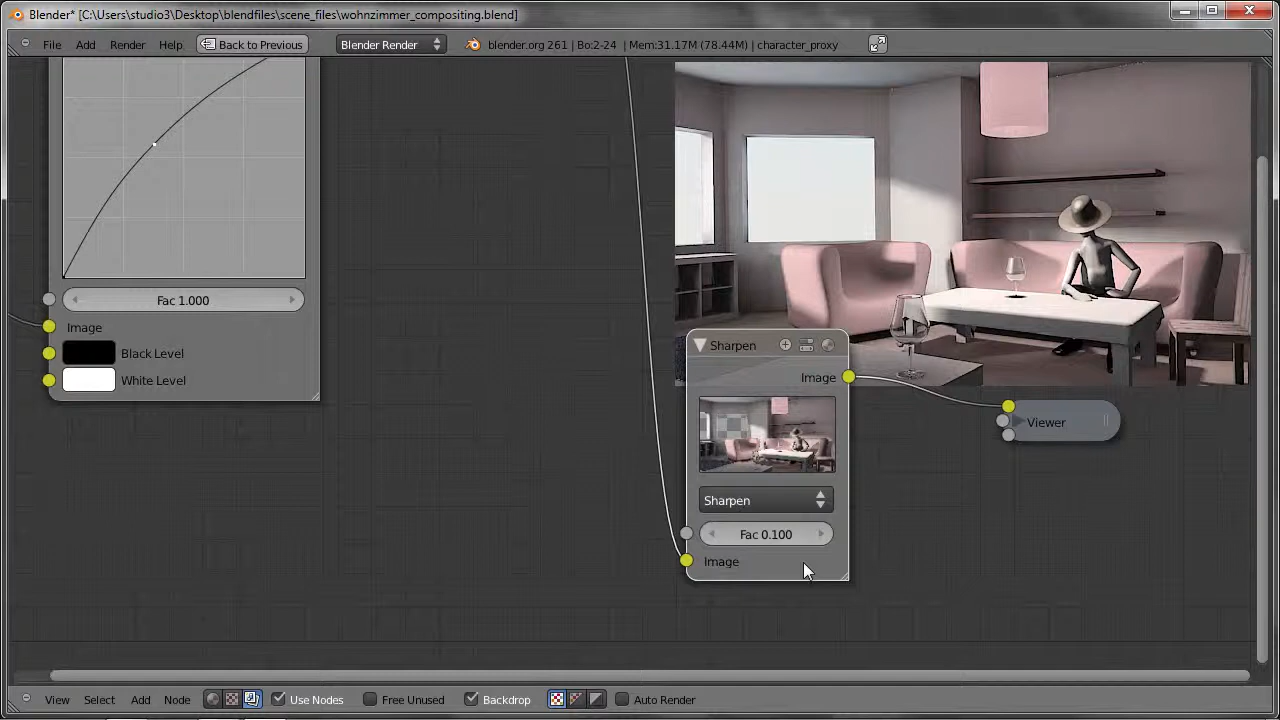 Blender* [C:\Users\studio3\Desktop\blendfiles\scene_files\wohnzimmer_compositing.blend]
File Add Render Help Back to Previous Blender Render blender.org 261 | Bo:2-24 | Mem:31.17M (78.44M) | character_proxy
Fac 1.000
Image
Black Level
White Level
Sharpen
Image
Sharpen
Fac 0.100
Image
Viewer
View Select Add Node Use Nodes Free Unused Backdrop Auto Render